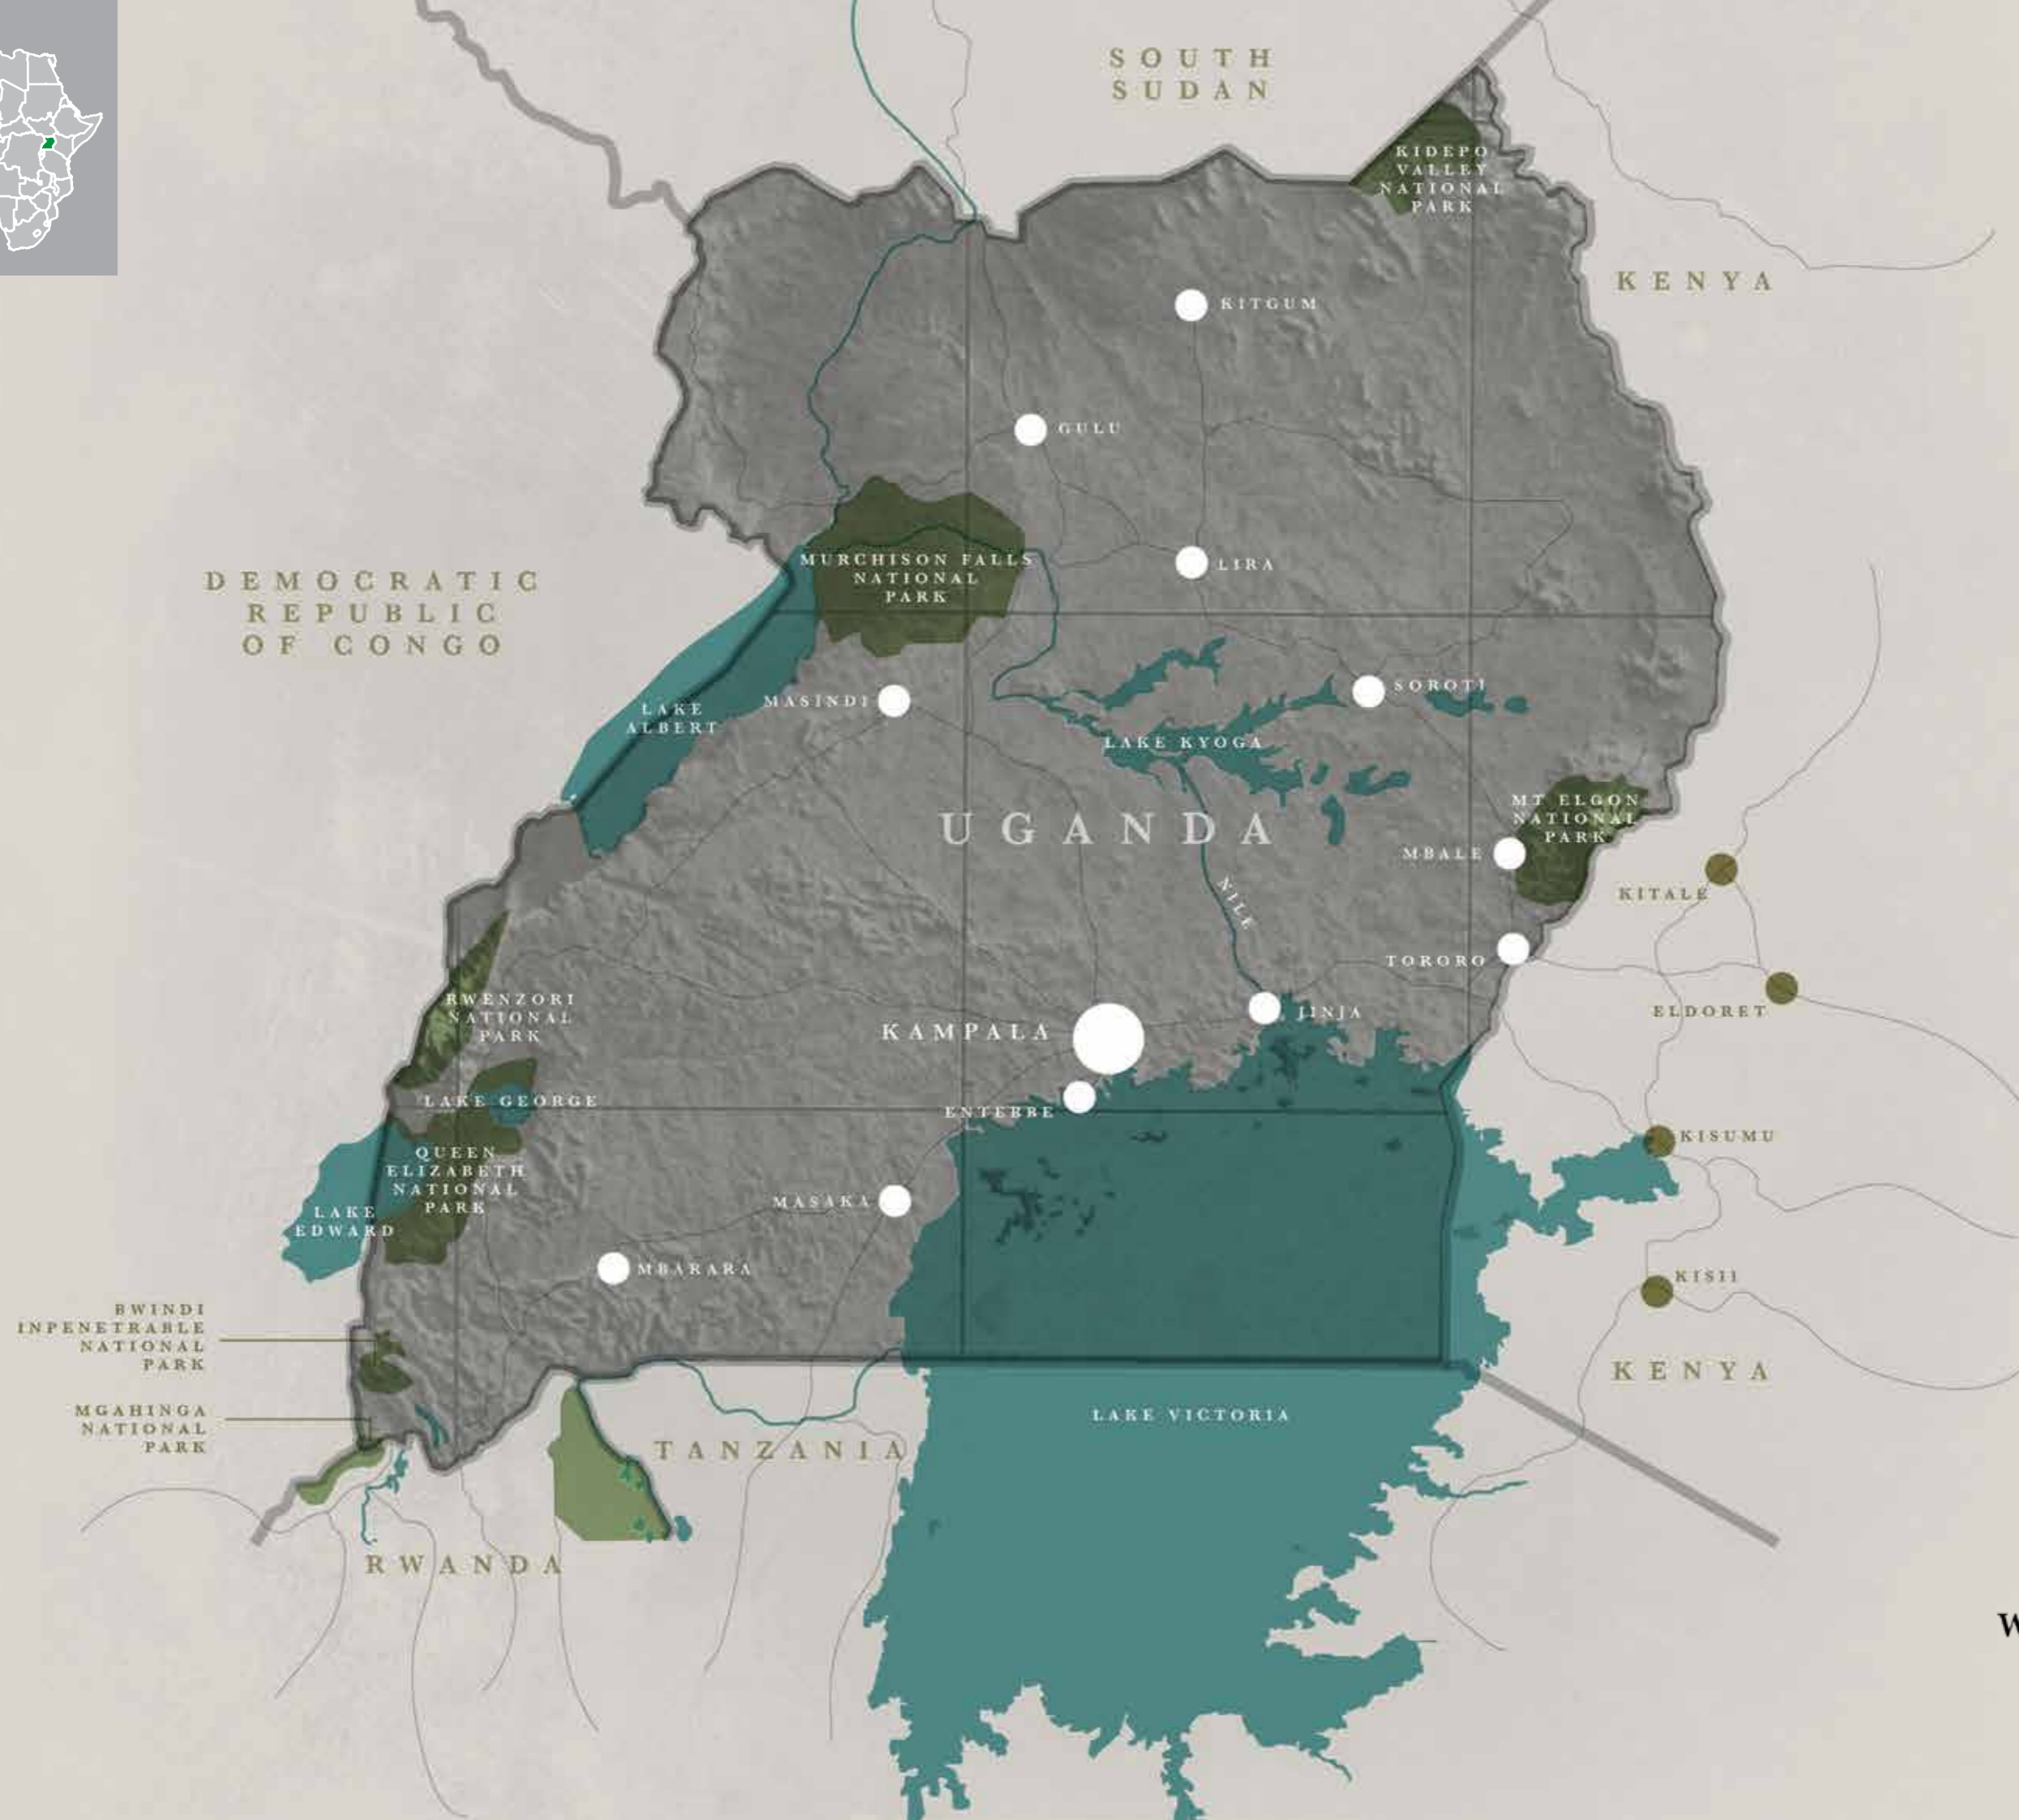 SOUTH
SUDAN
KIDEPO
VALLEY
NATIONAL
PARK
KENYA
KITGUM
GULU
DEMOCRATIC
REPUBLIC
OF CONGO
MURCHISON FALLS
NATIONAL
PARK
LIRA
LAKE
ALBERT
MASINDI
SOROTI
LAKE KYOGA
UGANDA
MT ELGON
NATIONAL
PARK
MBALE
NILE
KITALE
TORORO
ELDORET
RWENZORI
NATIONAL
PARK
KAMPALA
JINJA
LAKE GEORGE
ENTEBBE
KISUMU
QUEEN
ELIZABETH
NATIONAL
PARK
LAKE
EDWARD
MASAKA
MBARARA
KISII
BWINDI
INPENETRABLE
NATIONAL
PARK
KENYA
MGAHINGA
NATIONAL
PARK
LAKE VICTORIA
TANZANIA
RWANDA
W